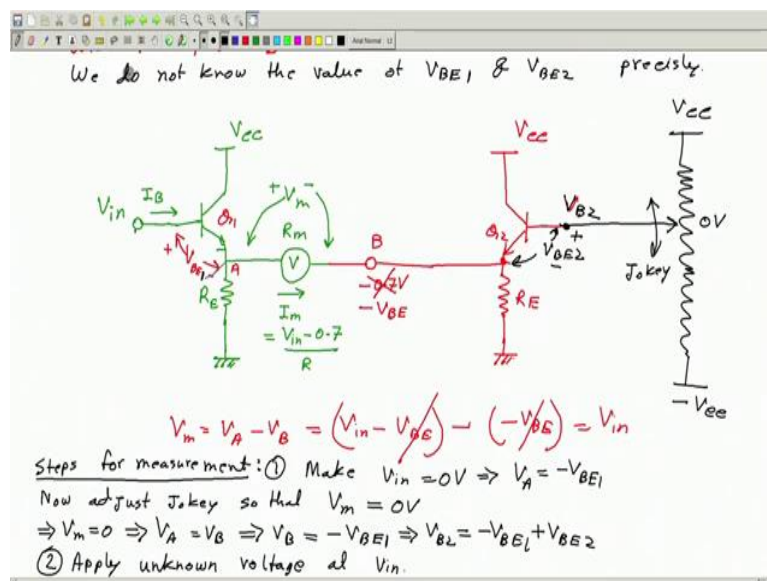 We do not know the value of VBE1 & VBE2 precisely.
Vcc
Vcc
Vcc
Vin
IB
Q1
+ Vm -
Rm
V
B
Q2
VB2
+
0V
+
VBE1
-
A
VBE2
-
Jokey
RE
Im
-0.7V
-VBE
RE
= Vin-0.7
R
-Vee
Vm = VA - VB = (Vin - VBE) - (-VBE) = Vin
Steps for measurement: ① Make Vin = 0V ⇒ VA = -VBE1
Now adjust Jokey so that Vm = 0V
⇒ Vm=0 ⇒ VA = VB ⇒ VB = -VBE1 ⇒ VB2 = -VBE1 + VBE2
② Apply unknown voltage at Vin.